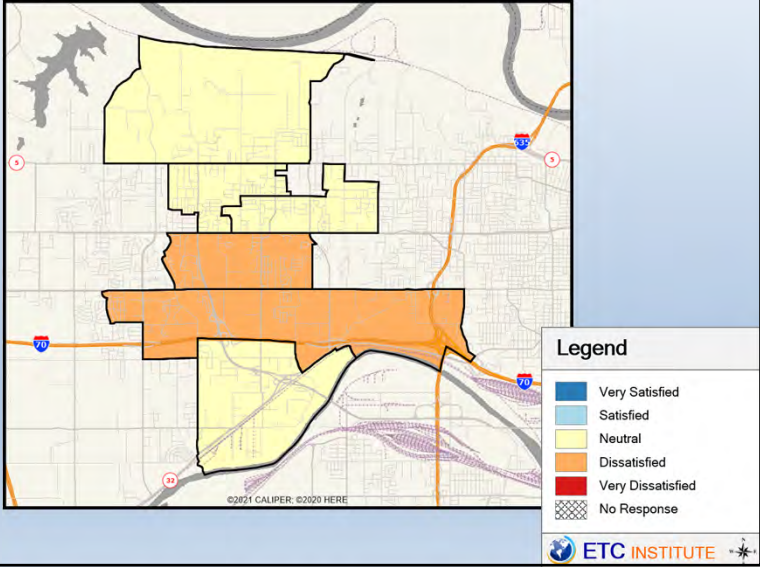 635
5
5
70
70
32
©2021 CALIPER; ©2020 HERE
Legend
Very Satisfied
Satisfied
Neutral
Dissatisfied
Very Dissatisfied
No Response
ETC INSTITUTE